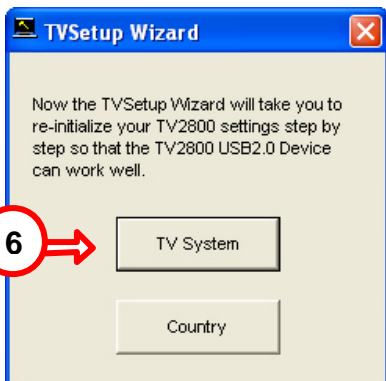 TVSetup Wizard
Now the TVSetup Wizard will take you to
re-initialize your TV2800 settings step by
step so that the TV2800 USB2.0 Device
can work well.
6
TV System
Country